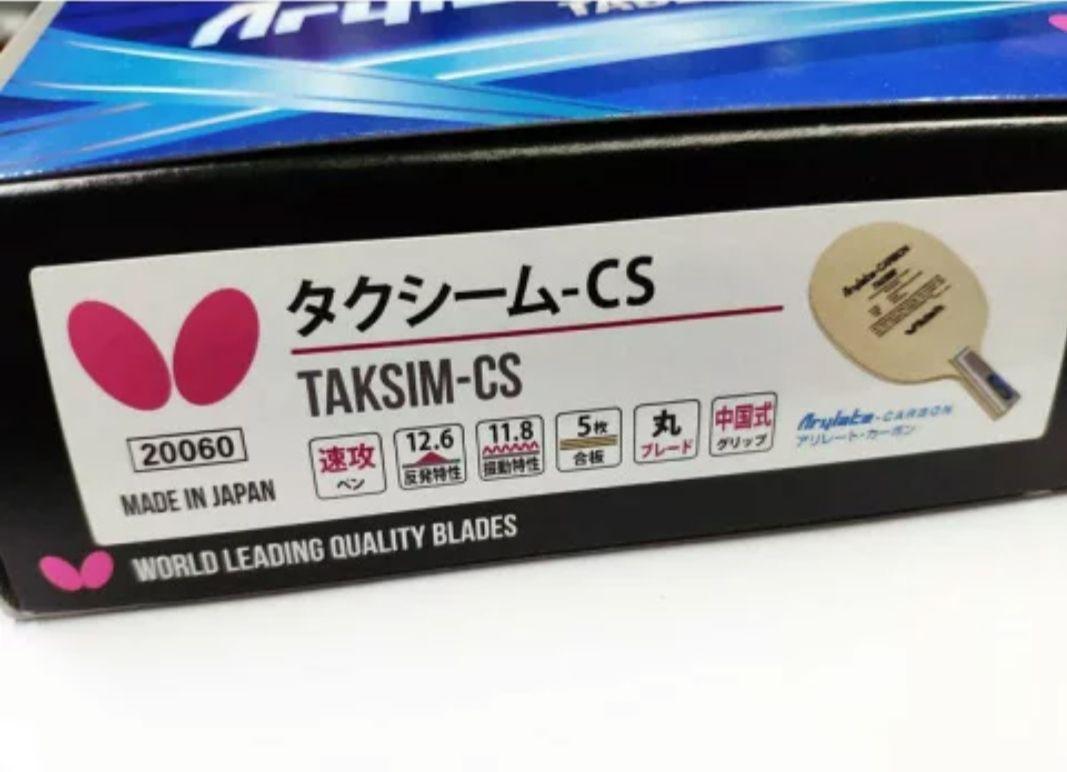 タクシーム-CS
TAKSIM-CS
20060
MADE IN JAPAN
速攻
ペン
12.6
反発特性
11.8
振動特性
5枚
合板
丸
ブレード
中国式
グリップ
Arylate-CARBON
Arylate-CARBON
アリレート・カーボン
WORLD LEADING QUALITY BLADES